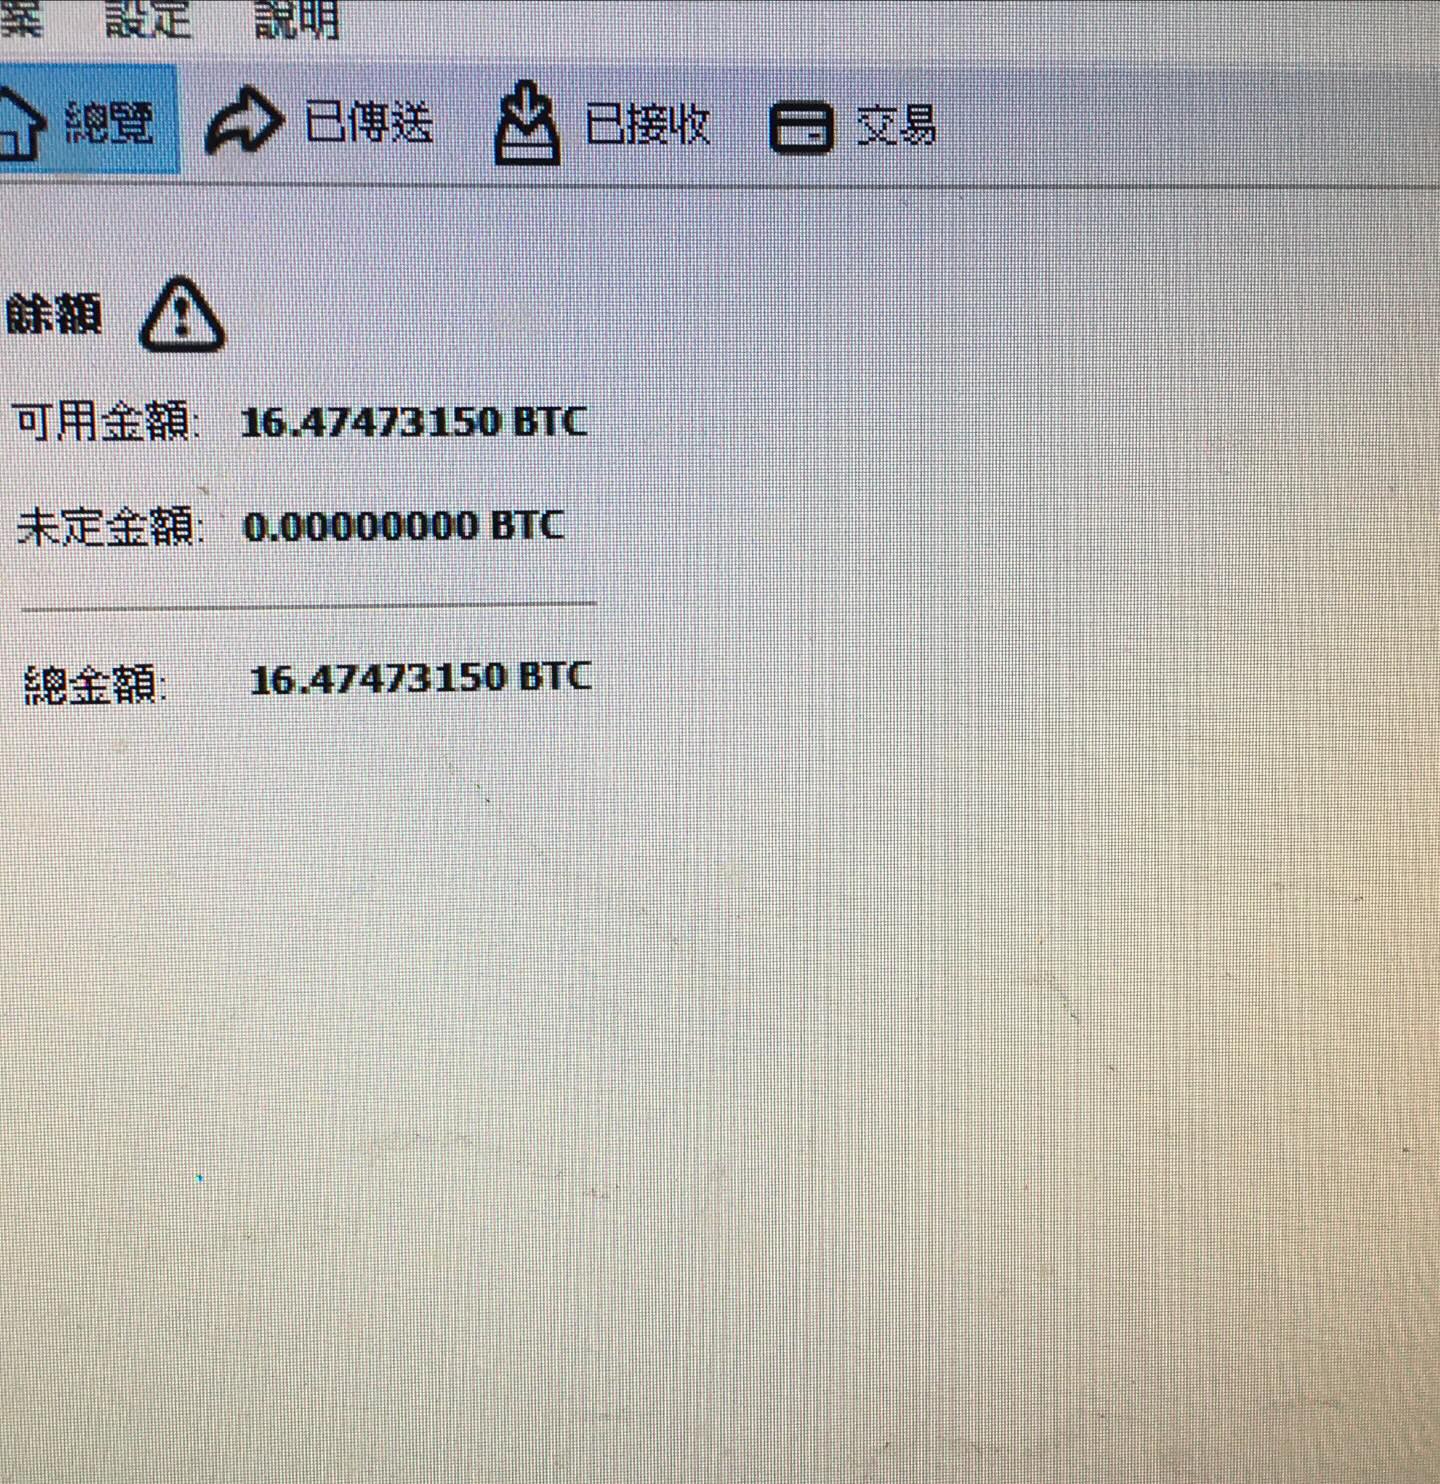 案 設定 說明
總覽 已傳送 已接收 交易
餘額
可用金額: 16.47473150 BTC
未定金額: 0.00000000 BTC
總金額: 16.47473150 BTC